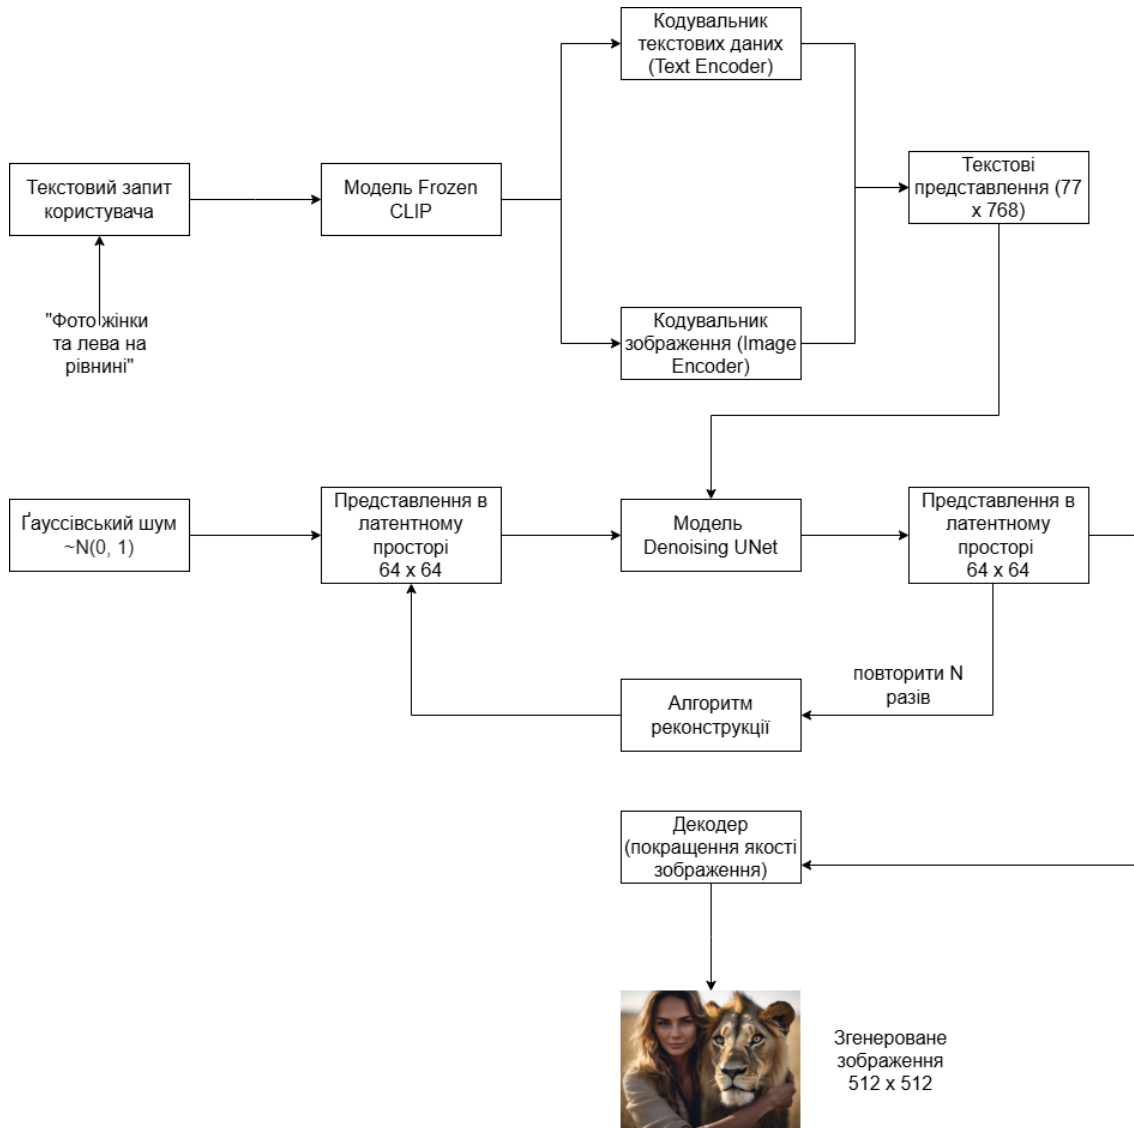 Кодувальник
текстових даних
(Text Encoder)
Текстовий запит
користувача
Модель Frozen
CLIP
Текстові
представлення (77
x 768)
"Фото жінки
та лева на
рівнині"
Кодувальник
зображення (Image
Encoder)
Ґауссівський шум
~N(0, 1)
Представлення в
латентному
просторі
64 x 64
Модель
Denoising UNet
Представлення в
латентному
просторі
64 x 64
повторити N
разів
Алгоритм
реконструкції
Декодер
(покращення якості
зображення)
Згенероване
зображення
512 x 512